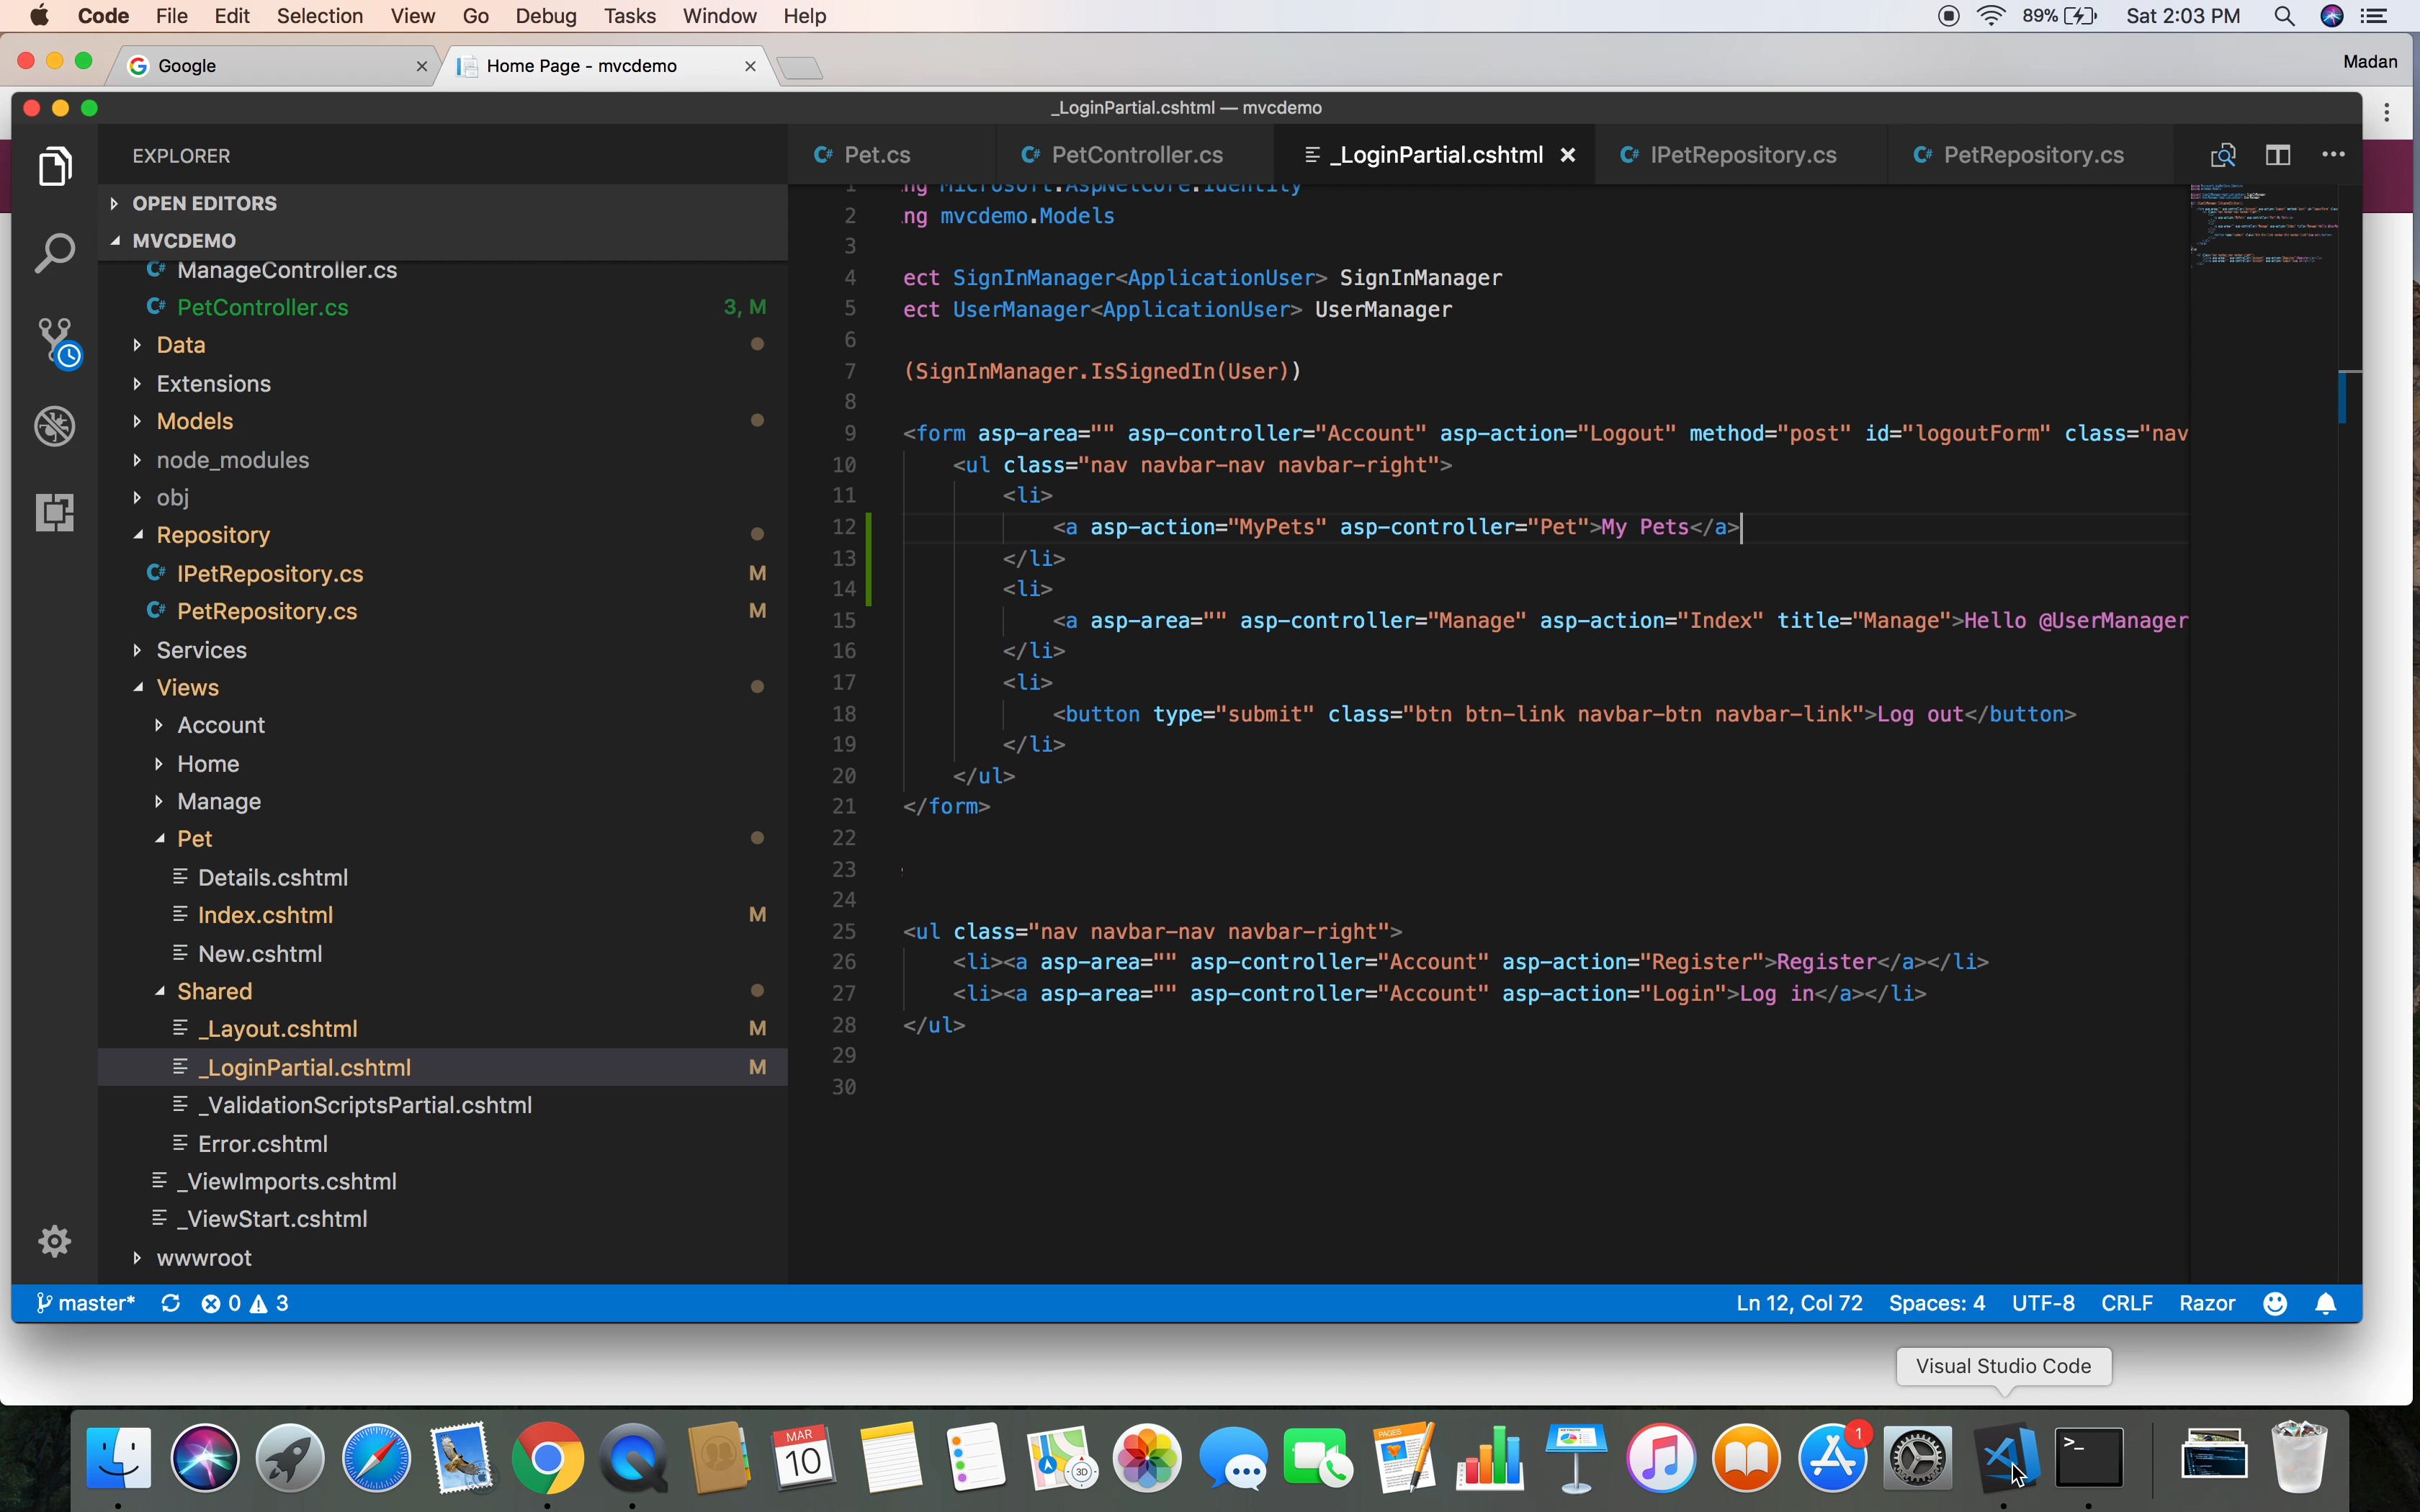 Code File Edit Selection View Go Debug Tasks Window Help 89% Sat 2:03 PM
Google Home Page - mvcdemo Madan
_LoginPartial.cshtml — mvcdemo
EXPLORER
OPEN EDITORS
MVCDEMO
ManageController.cs
PetController.cs 3, M
Data
Extensions
Models
node_modules
obj
Repository
IPetRepository.cs M
PetRepository.cs M
Services
Views
Account
Home
Manage
Pet
Details.cshtml
Index.cshtml M
New.cshtml
Shared
_Layout.cshtml M
_LoginPartial.cshtml M
_ValidationScriptsPartial.cshtml
Error.cshtml
_ViewImports.cshtml
_ViewStart.cshtml
wwwroot
Pet.cs PetController.cs _LoginPartial.cshtml IPetRepository.cs PetRepository.cs
1 ng Microsoft.AspNetCore.Identity
2 ng mvcdemo.Models
3
4 ect SignInManager<ApplicationUser> SignInManager
5 ect UserManager<ApplicationUser> UserManager
6
7 (SignInManager.IsSignedIn(User))
8
9 <form asp-area="" asp-controller="Account" asp-action="Logout" method="post" id="logoutForm" class="nav
10 <ul class="nav navbar-nav navbar-right">
11 <li>
12 <a asp-action="MyPets" asp-controller="Pet">My Pets</a>
13 </li>
14 <li>
15 <a asp-area="" asp-controller="Manage" asp-action="Index" title="Manage">Hello @UserManager
16 </li>
17 <li>
18 <button type="submit" class="btn btn-link navbar-btn navbar-link">Log out</button>
19 </li>
20 </ul>
21 </form>
22
23
24
25 <ul class="nav navbar-nav navbar-right">
26 <li><a asp-area="" asp-controller="Account" asp-action="Register">Register</a></li>
27 <li><a asp-area="" asp-controller="Account" asp-action="Login">Log in</a></li>
28 </ul>
29
30
master* 0 3 Ln 12, Col 72 Spaces: 4 UTF-8 CRLF Razor
Visual Studio Code
MAR
10
3D
PAGES
1
>_